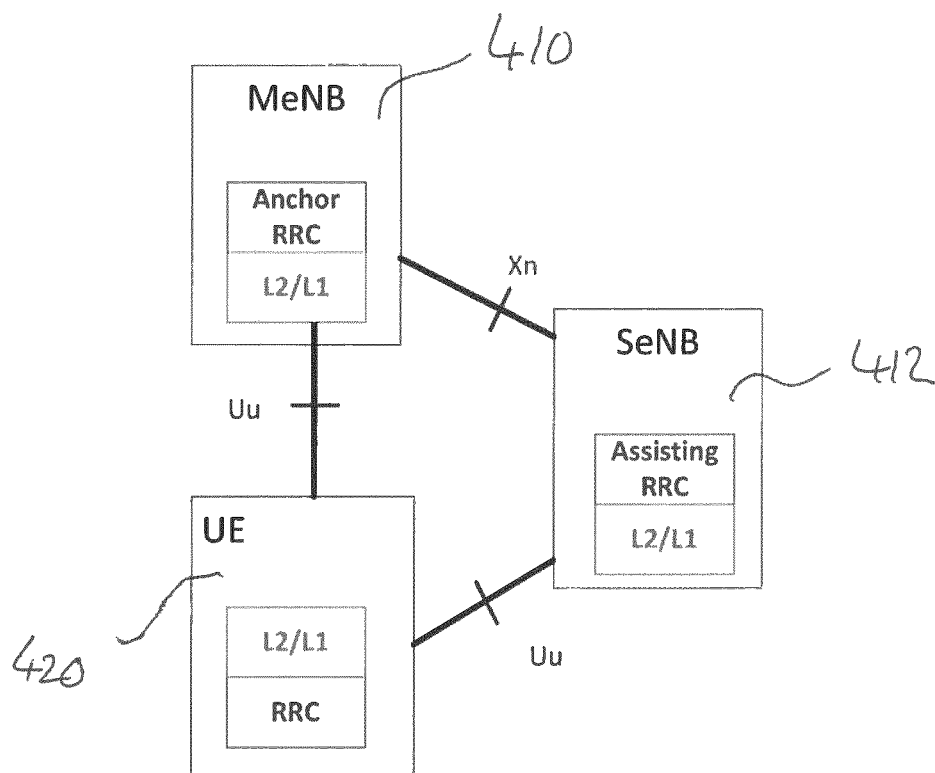 410
MeNB
Anchor
RRC
L2/L1
Xn
SeNB
412
Uu
Assisting
RRC
L2/L1
UE
420
L2/L1
RRC
Uu